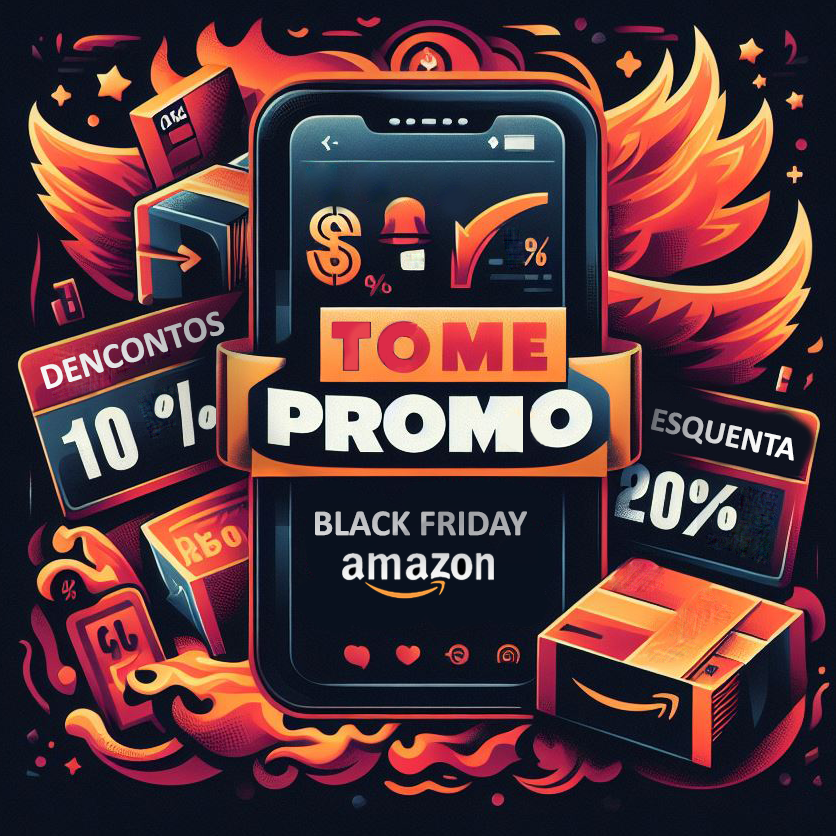 %
%
TOME
PROMO
DENCONTOS
10 %
ESQUENTA
20%
BLACK FRIDAY
amazon